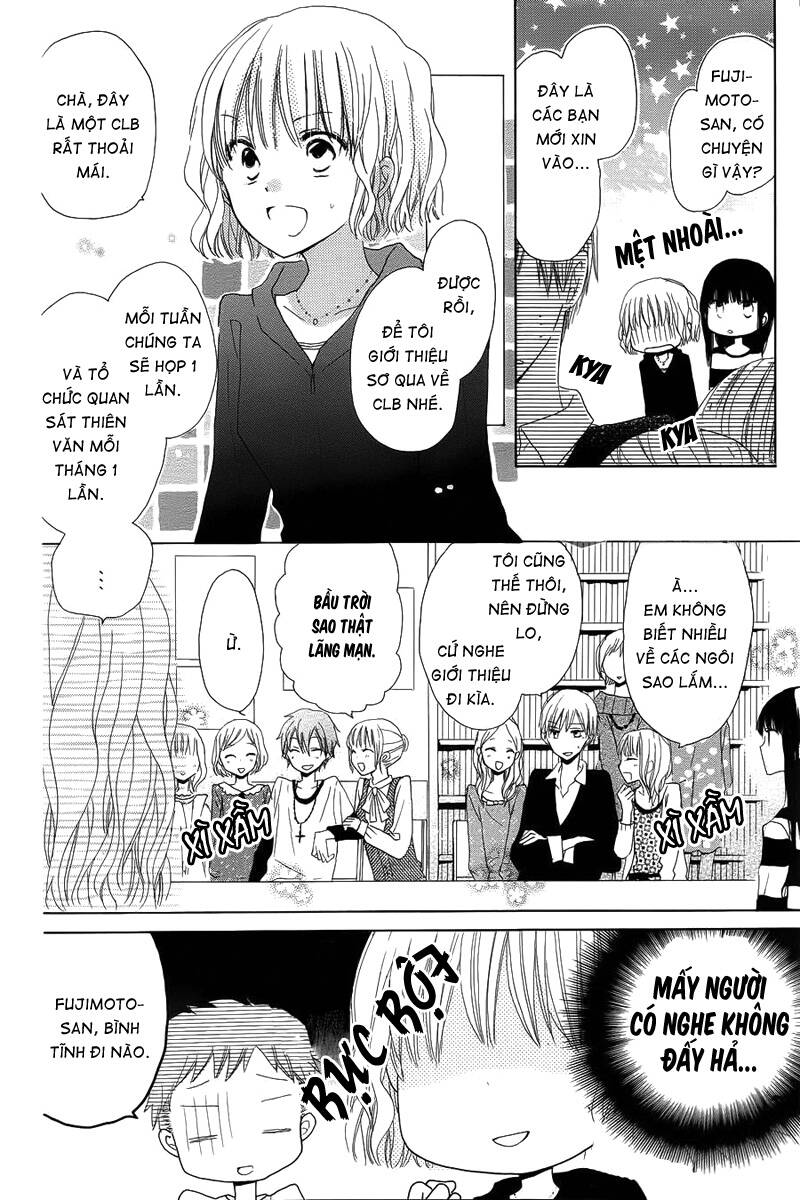 FUJI-
MOTO-
SAN, CÓ
CHUYỆN
GÌ VẬY?
ĐÂY LÀ
CÁC BẠN
MỚI XIN
VÀO...
MỆT NHOÀI...
KYA
KYA
CHÀ, ĐÂY
LÀ MỘT CLB
RẤT THOẢI
MÁI.
ĐƯỢC
RỒI,
ĐỂ TÔI
GIỚI THIỆU
SƠ QUA VỀ
CLB NHÉ.
MỖI TUẦN
CHÚNG TA
SẼ HỌP 1
LẦN.
VÀ TỔ
CHỨC QUAN
SÁT THIÊN
VĂN MỖI
THÁNG 1
LẦN.
À...
EM KHÔNG
BIẾT NHIỀU
VỀ CÁC NGÔI
SAO LẮM...
TÔI CŨNG
THẾ THÔI,
NÊN ĐỪNG
LO,
CỨ NGHE
GIỚI THIỆU
ĐI KÌA.
BẦU TRỜI
SAO THẬT
LÃNG MẠN.
Ừ.
...
XÌ XẦM
XÌ XẦM
MẤY NGƯỜI
CÓ NGHE KHÔNG
ĐẤY HẢ...
BỰC BỘI
FUJIMOTO-
SAN, BÌNH
TĨNH ĐI NÀO.